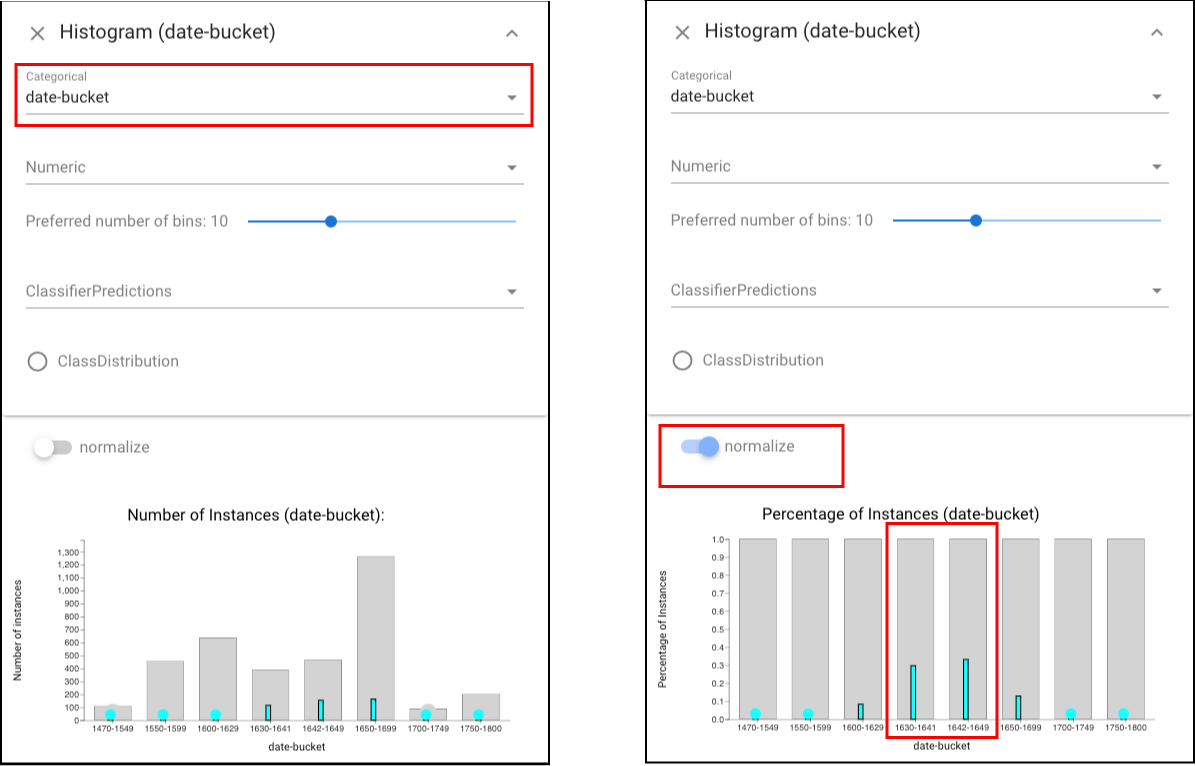 Histogram (date-bucket)
Categorical
date-bucket
Numeric
Preferred number of bins: 10
ClassifierPredictions
ClassDistribution
normalize
Number of Instances (date-bucket):
Number of instances
1,300
1,200
1,100
1,000
900
800
700
600
500
400
300
200
100
0
1470-1549 1550-1599 1600-1629 1630-1641 1642-1649 1650-1699 1700-1749 1750-1800
date-bucket
Histogram (date-bucket)
Categorical
date-bucket
Numeric
Preferred number of bins: 10
ClassifierPredictions
ClassDistribution
normalize
Percentage of Instances (date-bucket)
Percentage of Instances
1.0
0.9
0.8
0.7
0.6
0.5
0.4
0.3
0.2
0.1
0.0
1470-1549 1550-1599 1600-1629 1630-1641 1642-1649 1650-1699 1700-1749 1750-1800
date-bucket